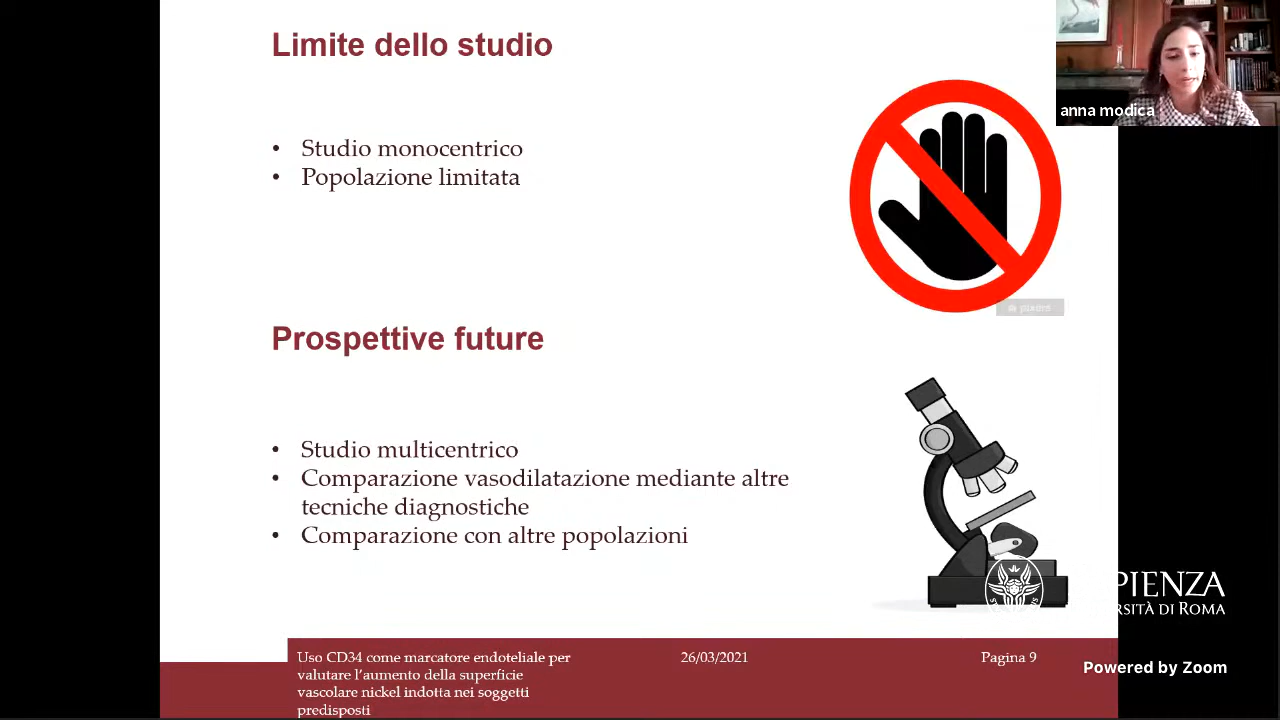 Limite dello studio
anna modica
• Studio monocentrico
• Popolazione limitata
Prospettive future
• Studio multicentrico
• Comparazione vasodilatazione mediante altre
tecniche diagnostiche
• Comparazione con altre popolazioni
PIENZA
RSITÀ DI ROMA
Uso CD34 come marcatore endoteliale per
valutare l'aumento della superficie
vascolare nickel indotta nei soggetti
predisposti
26/03/2021
Pagina 9
Powered by Zoom